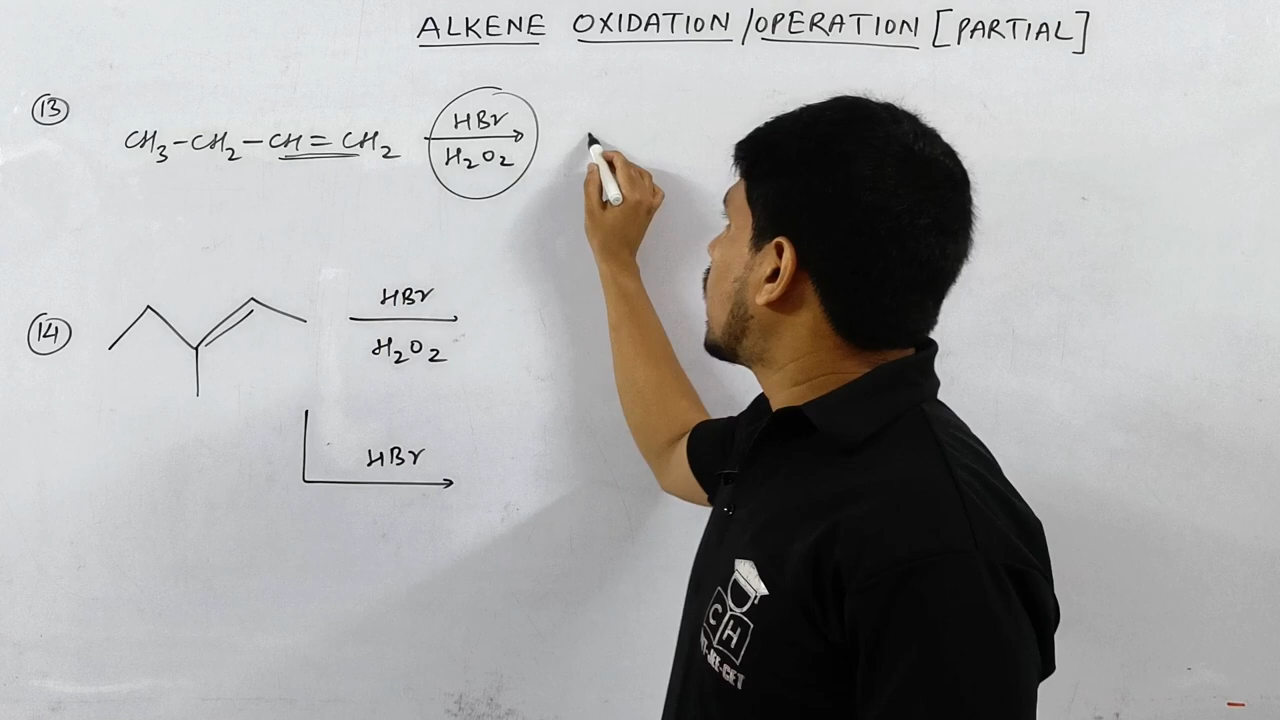 ALKENE OXIDATION/OPERATION [PARTIAL]
13
CH₃-CH₂-CH=CH₂
HBr
H₂O₂
14
HBr
H₂O₂
HBr
C H